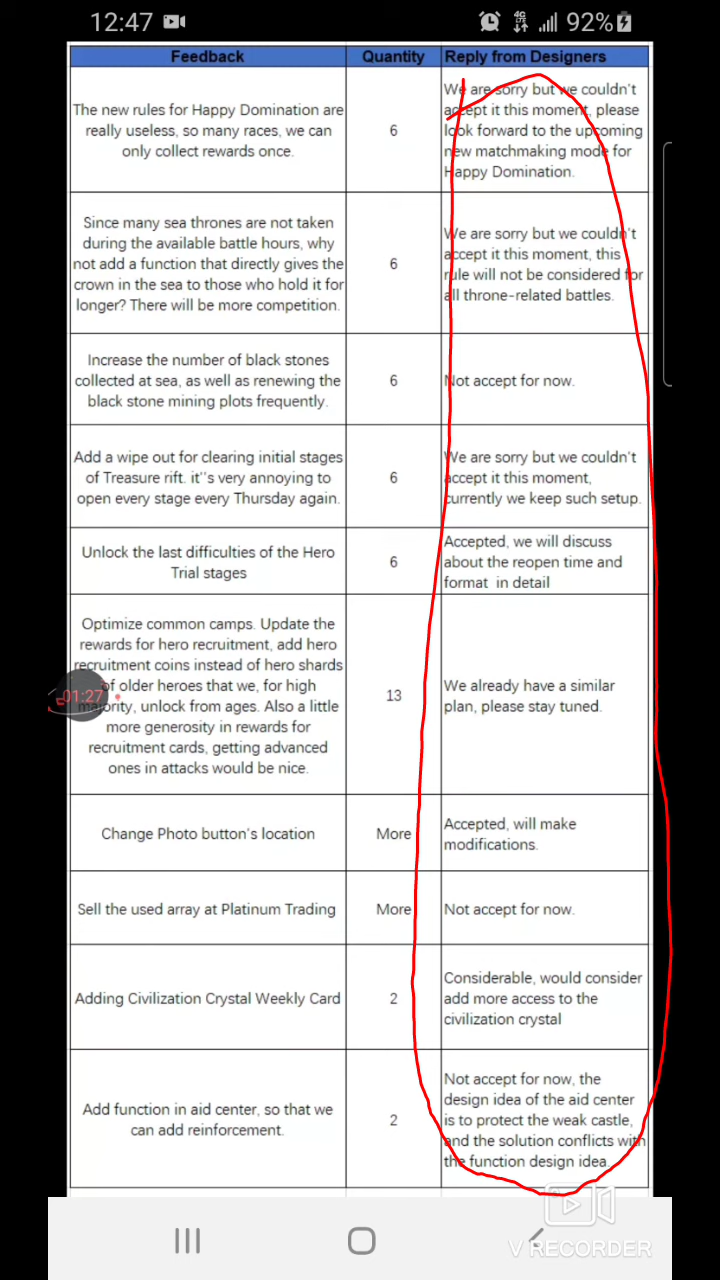 12:47
4G
92%
Feedback
Quantity
Reply from Designers
The new rules for Happy Domination are
really useless, so many races, we can
only collect rewards once.
6
We are sorry but we couldn't
accept it this moment, please
look forward to the upcoming
new matchmaking mode for
Happy Domination.
Since many sea thrones are not taken
during the available battle hours, why
not add a function that directly gives the
crown in the sea to those who hold it for
longer? There will be more competition.
6
We are sorry but we couldn't
accept it this moment, this
rule will not be considered for
all throne-related battles.
Increase the number of black stones
collected at sea, as well as renewing the
black stone mining plots frequently.
6
Not accept for now.
Add a wipe out for clearing initial stages
of Treasure rift. it''s very annoying to
open every stage every Thursday again.
6
We are sorry but we couldn't
accept it this moment,
currently we keep such setup.
Unlock the last difficulties of the Hero
Trial stages
6
Accepted, we will discuss
about the reopen time and
format in detail
Optimize common camps. Update the
rewards for hero recruitment, add hero
recruitment coins instead of hero shards
of older heroes that we, for high
majority, unlock from ages. Also a little
more generosity in rewards for
recruitment cards, getting advanced
ones in attacks would be nice.
01:27
13
We already have a similar
plan, please stay tuned.
Change Photo button's location
More
Accepted, will make
modifications.
Sell the used array at Platinum Trading
More
Not accept for now.
Adding Civilization Crystal Weekly Card
2
Considerable, would consider
add more access to the
civilization crystal
Add function in aid center, so that we
can add reinforcement.
2
Not accept for now, the
design idea of the aid center
is to protect the weak castle,
and the solution conflicts with
the function design idea.
V RECORDER